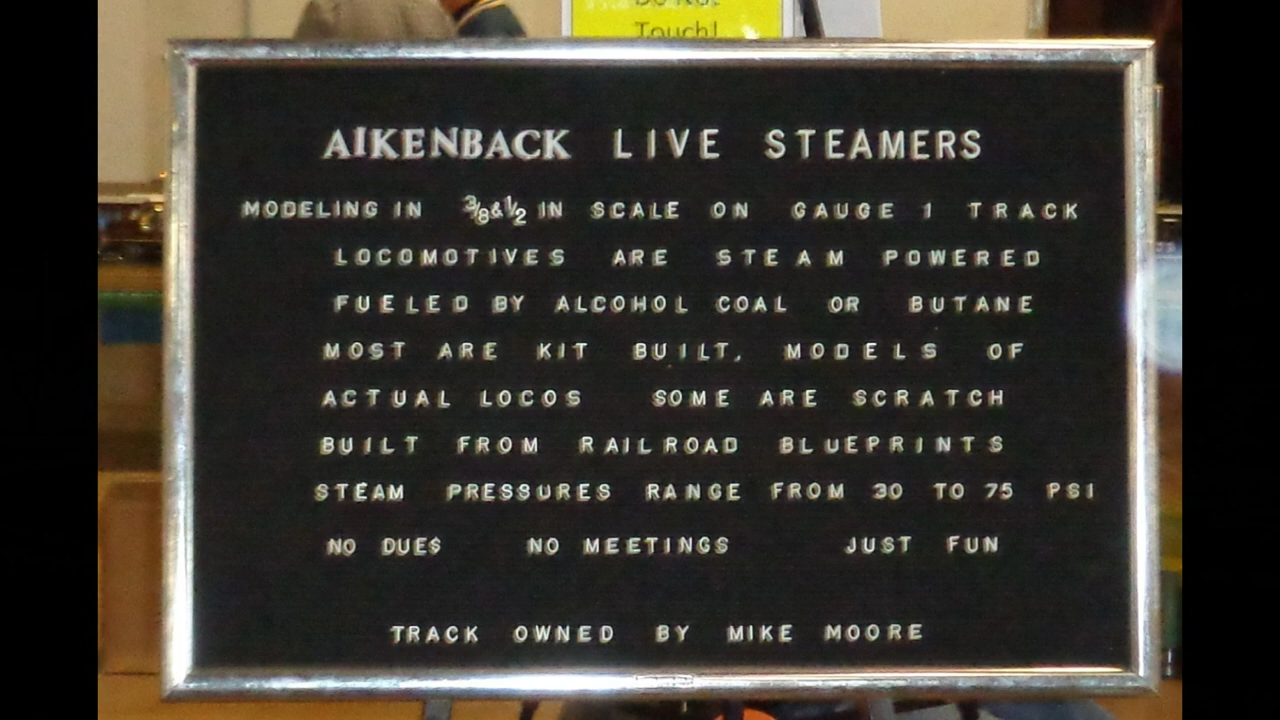 Do Not
Touch!
AIKENBACK LIVE STEAMERS
MODELING IN 3/8 & 1/2 IN SCALE ON GAUGE 1 TRACK
LOCOMOTIVES ARE STEAM POWERED
FUELED BY ALCOHOL COAL OR BUTANE
MOST ARE KIT BUILT, MODELS OF
ACTUAL LOCOS SOME ARE SCRATCH
BUILT FROM RAILROAD BLUEPRINTS
STEAM PRESSURES RANGE FROM 30 TO 75 PSI
NO DUE$ NO MEETINGS JUST FUN
TRACK OWNED BY MIKE MOORE